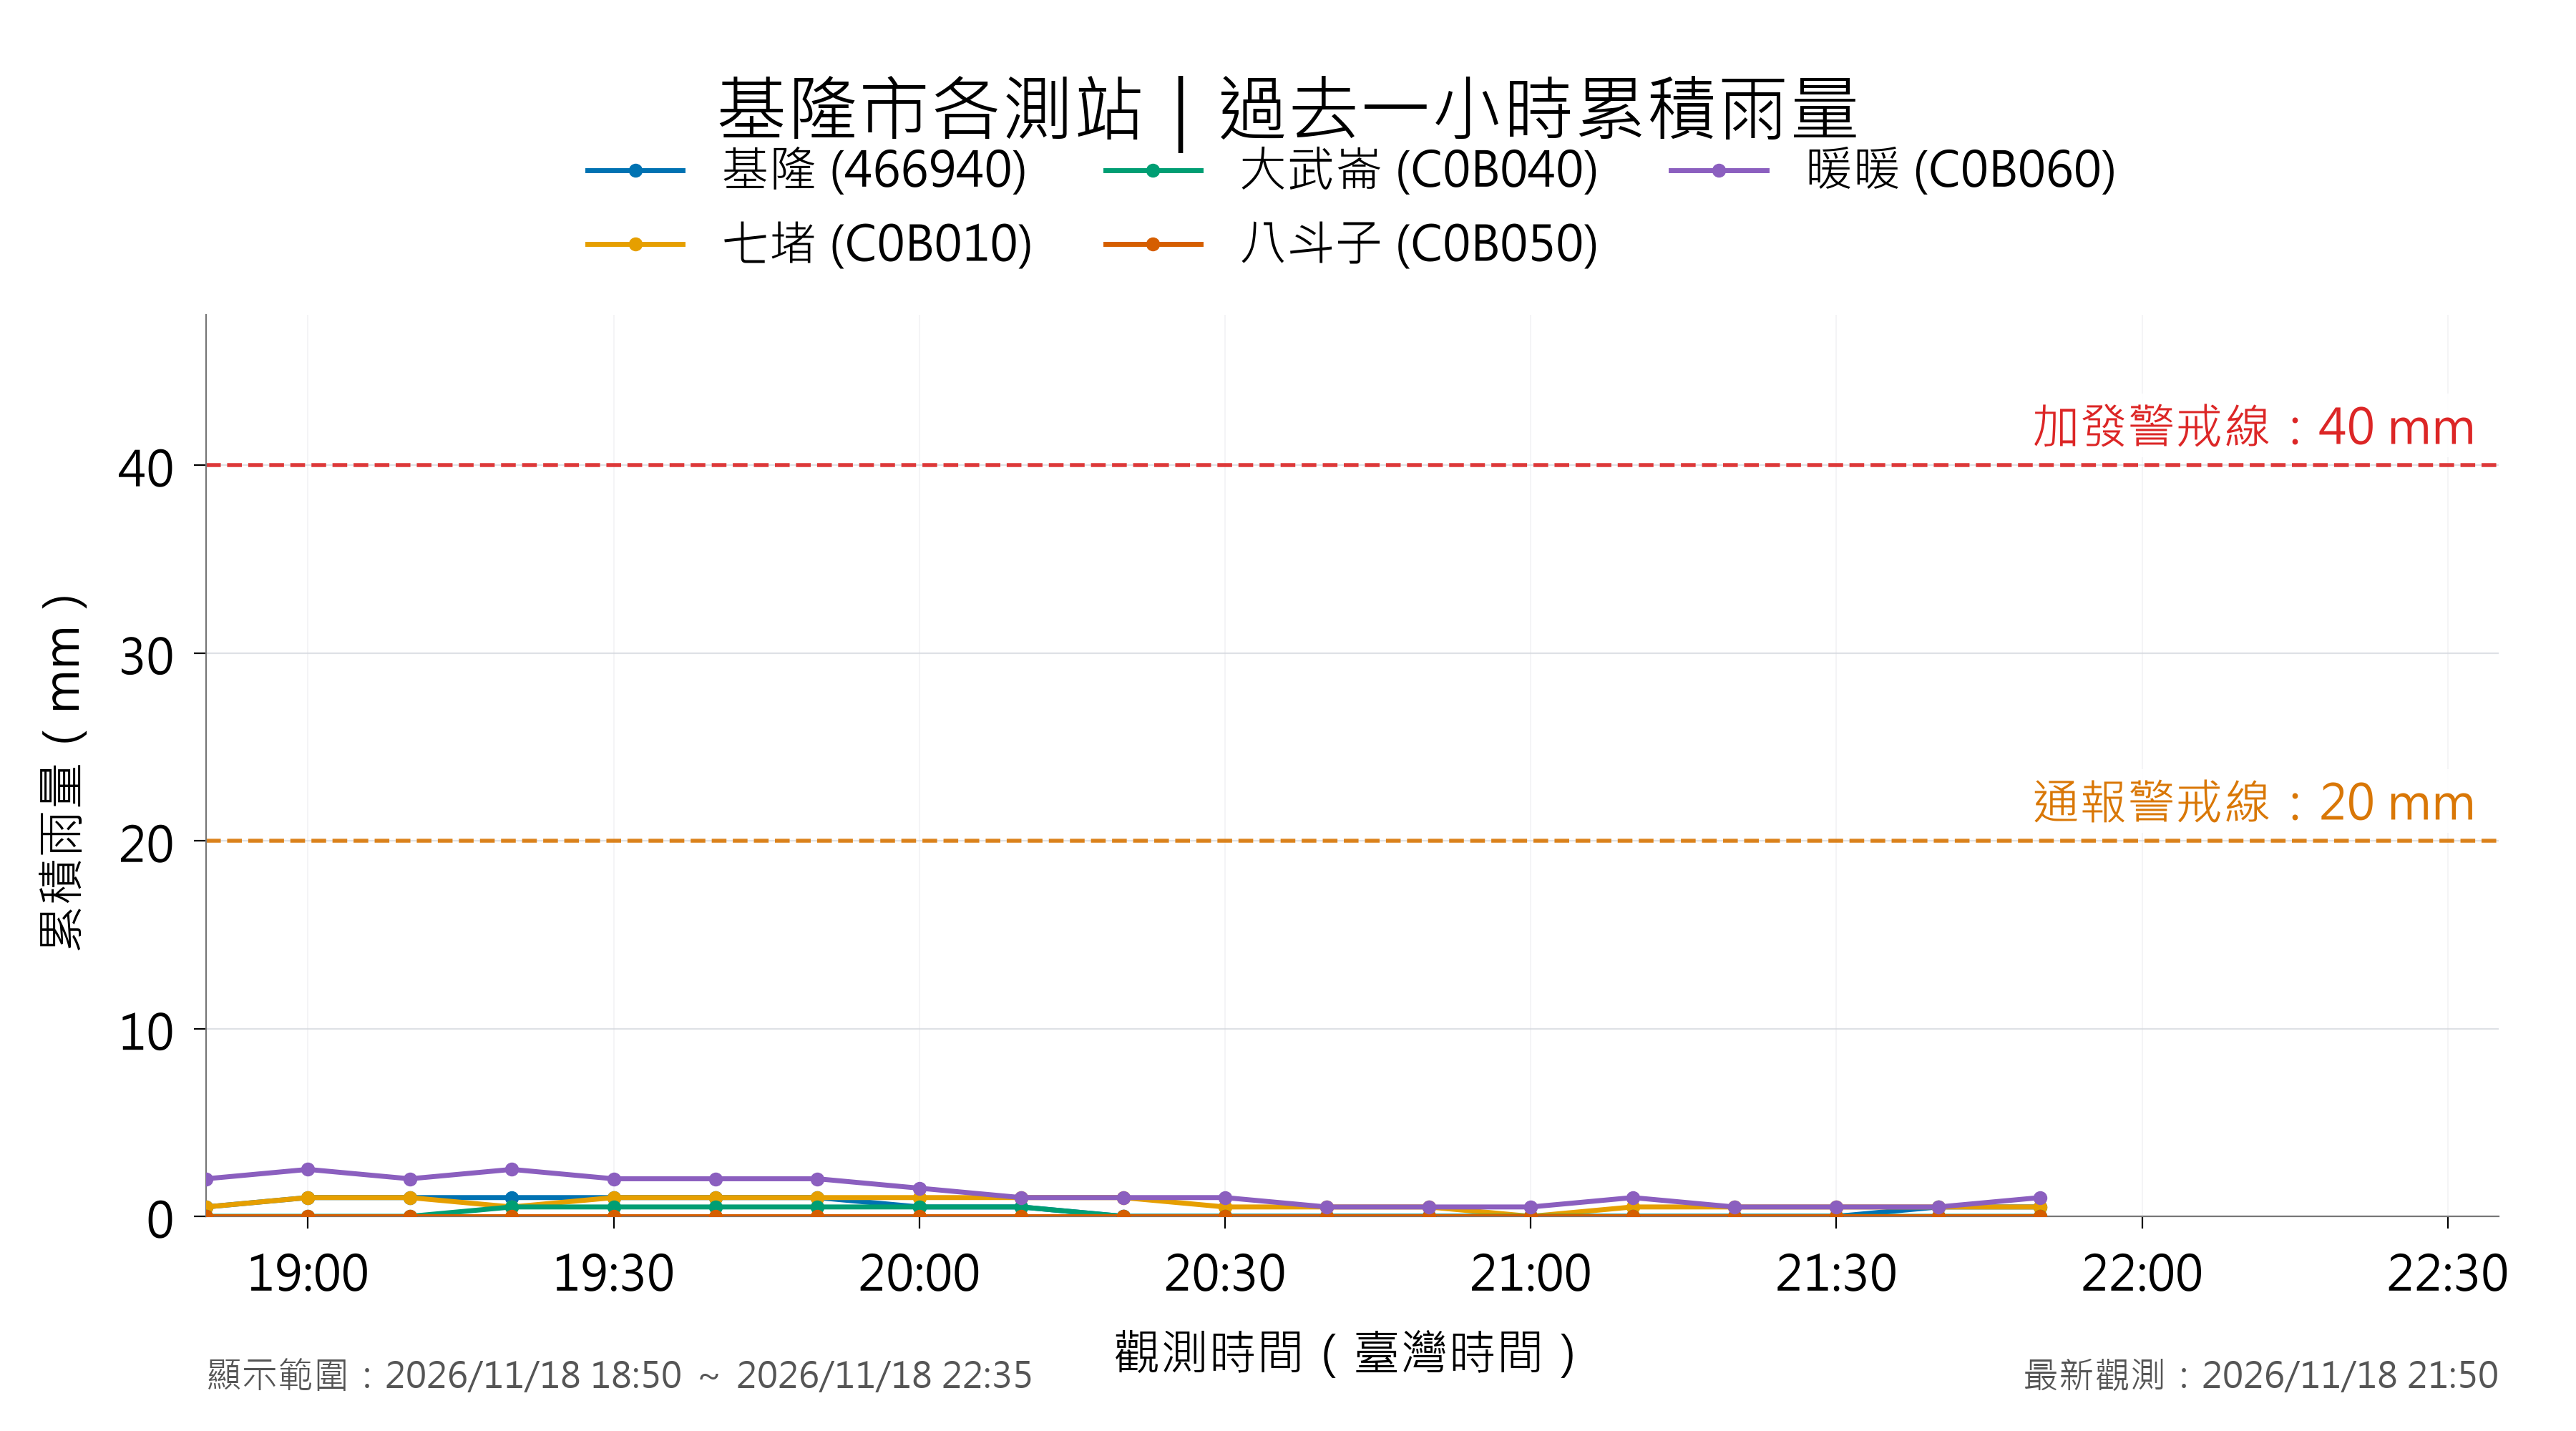 基隆市各測站｜過去一小時累積雨量
基隆 (466940)
大武崙 (C0B040)
暖暖 (C0B060)
七堵 (C0B010)
八斗子 (C0B050)
累積雨量（mm）
40
30
20
10
0
加發警戒線：40 mm
通報警戒線：20 mm
19:00 19:30 20:00 20:30 21:00 21:30 22:00 22:30
觀測時間（臺灣時間）
顯示範圍：2026/11/18 18:50 ~ 2026/11/18 22:35
最新觀測：2026/11/18 21:50